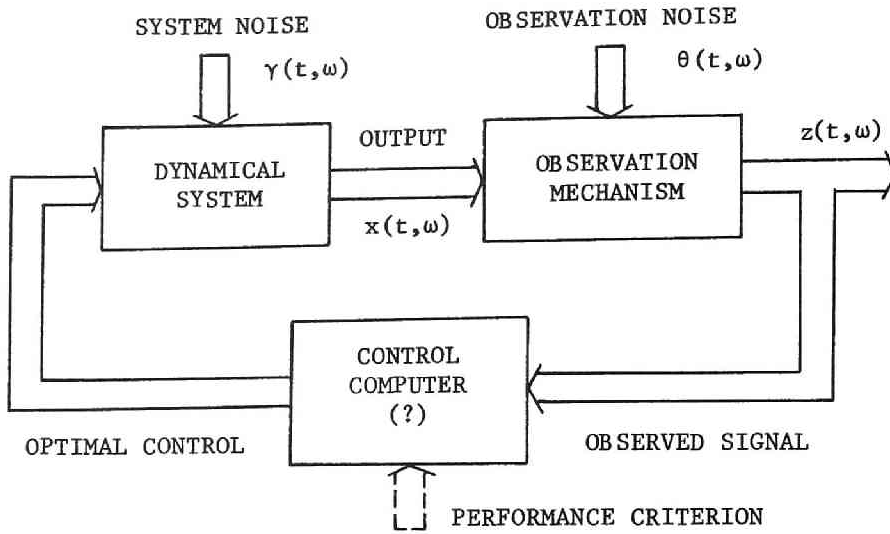 SYSTEM NOISE
OBSERVATION NOISE
γ(t,ω)
θ(t,ω)
DYNAMICAL
SYSTEM
OUTPUT
x(t,ω)
OBSERVATION
MECHANISM
z(t,ω)
CONTROL
COMPUTER
(?)
OPTIMAL CONTROL
OBSERVED SIGNAL
PERFORMANCE CRITERION